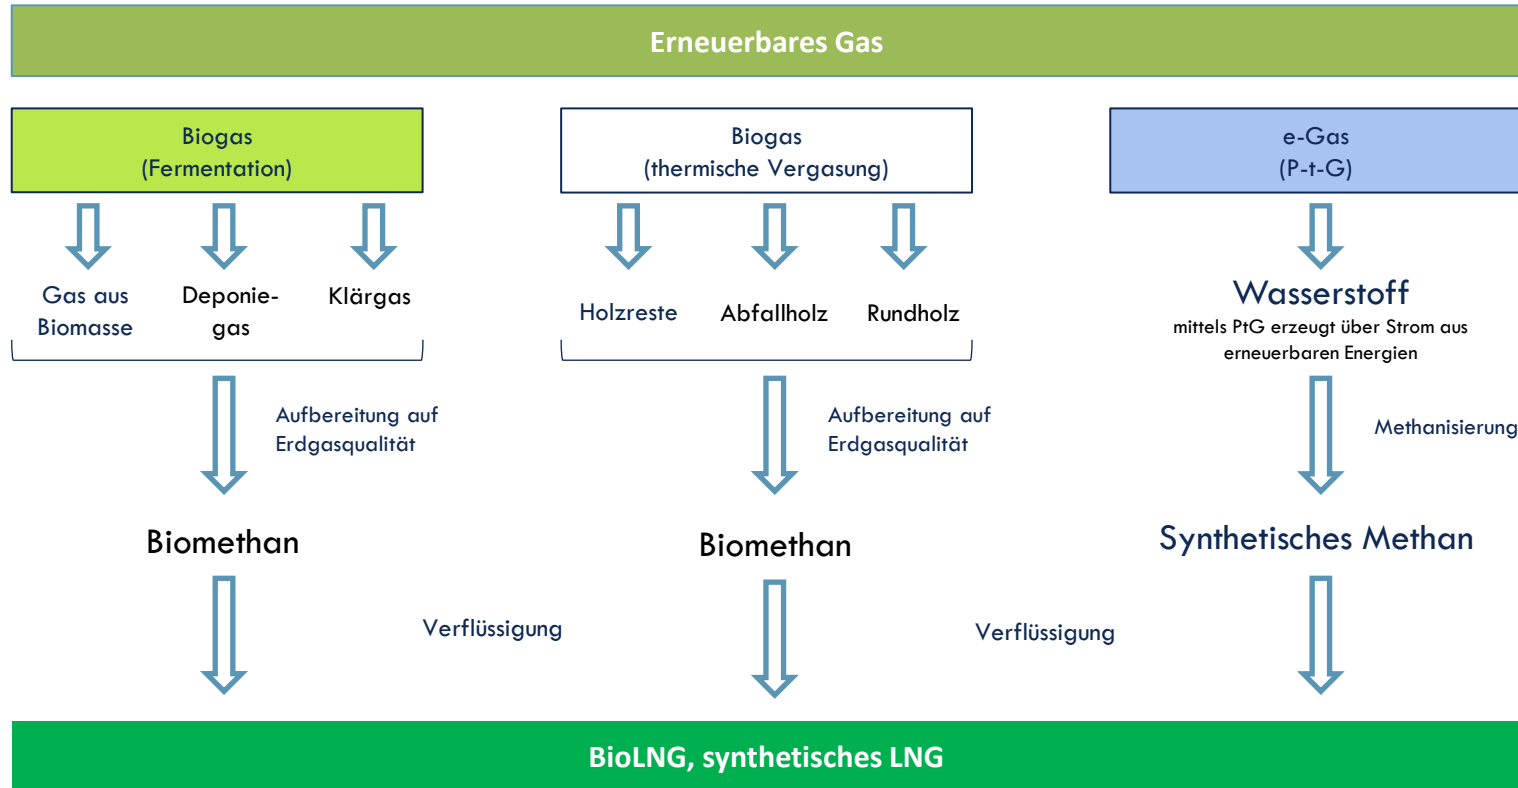 Erneuerbares Gas
Biogas
(Fermentation)
Biogas
(thermische Vergasung)
e-Gas
(P-t-G)
Gas aus
Biomasse
Deponie-
gas
Klärgas
Holzreste
Abfallholz
Rundholz
Wasserstoff
mittels PtG erzeugt über Strom aus
erneuerbaren Energien
Aufbereitung auf
Erdgasqualität
Aufbereitung auf
Erdgasqualität
Methanisierung
Biomethan
Biomethan
Synthetisches Methan
Verflüssigung
Verflüssigung
BioLNG, synthetisches LNG